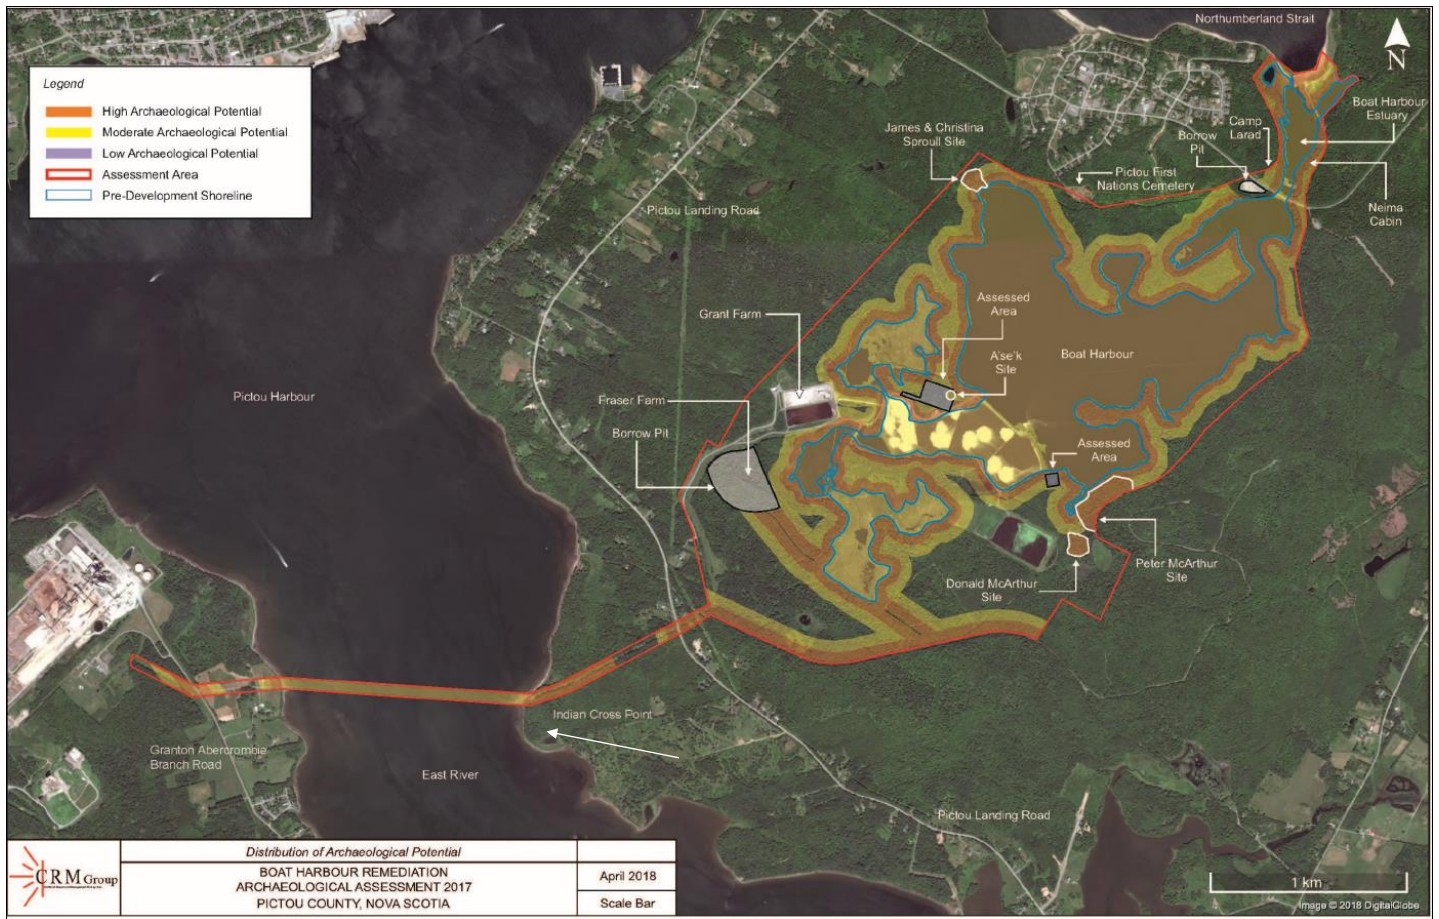 Northumberland Strait
N
Legend
High Archaeological Potential
Moderate Archaeological Potential
Low Archaeological Potential
Assessment Area
Pre-Development Shoreline
Boat Harbour
Estuary
Camp
Larad
Borrow
Pit
James & Christina
Sproull Site
Pictou First
Nations Cemetery
Neima
Cabin
Pictou Landing Road
Assessed
Area
Grant Farm
A'se'k
Site
Boat Harbour
Pictou Harbour
Fraser Farm
Borrow Pit
Assessed
Area
Peter McArthur
Site
Donald McArthur
Site
Indian Cross Point
Granton Abercrombie
Branch Road
East River
Pictou Landing Road
CRM Group
Distribution of Archaeological Potential
BOAT HARBOUR REMEDIATION
ARCHAEOLOGICAL ASSESSMENT 2017
PICTOU COUNTY, NOVA SCOTIA
April 2018
Scale Bar
1 km
Image © 2018 DigitalGlobe